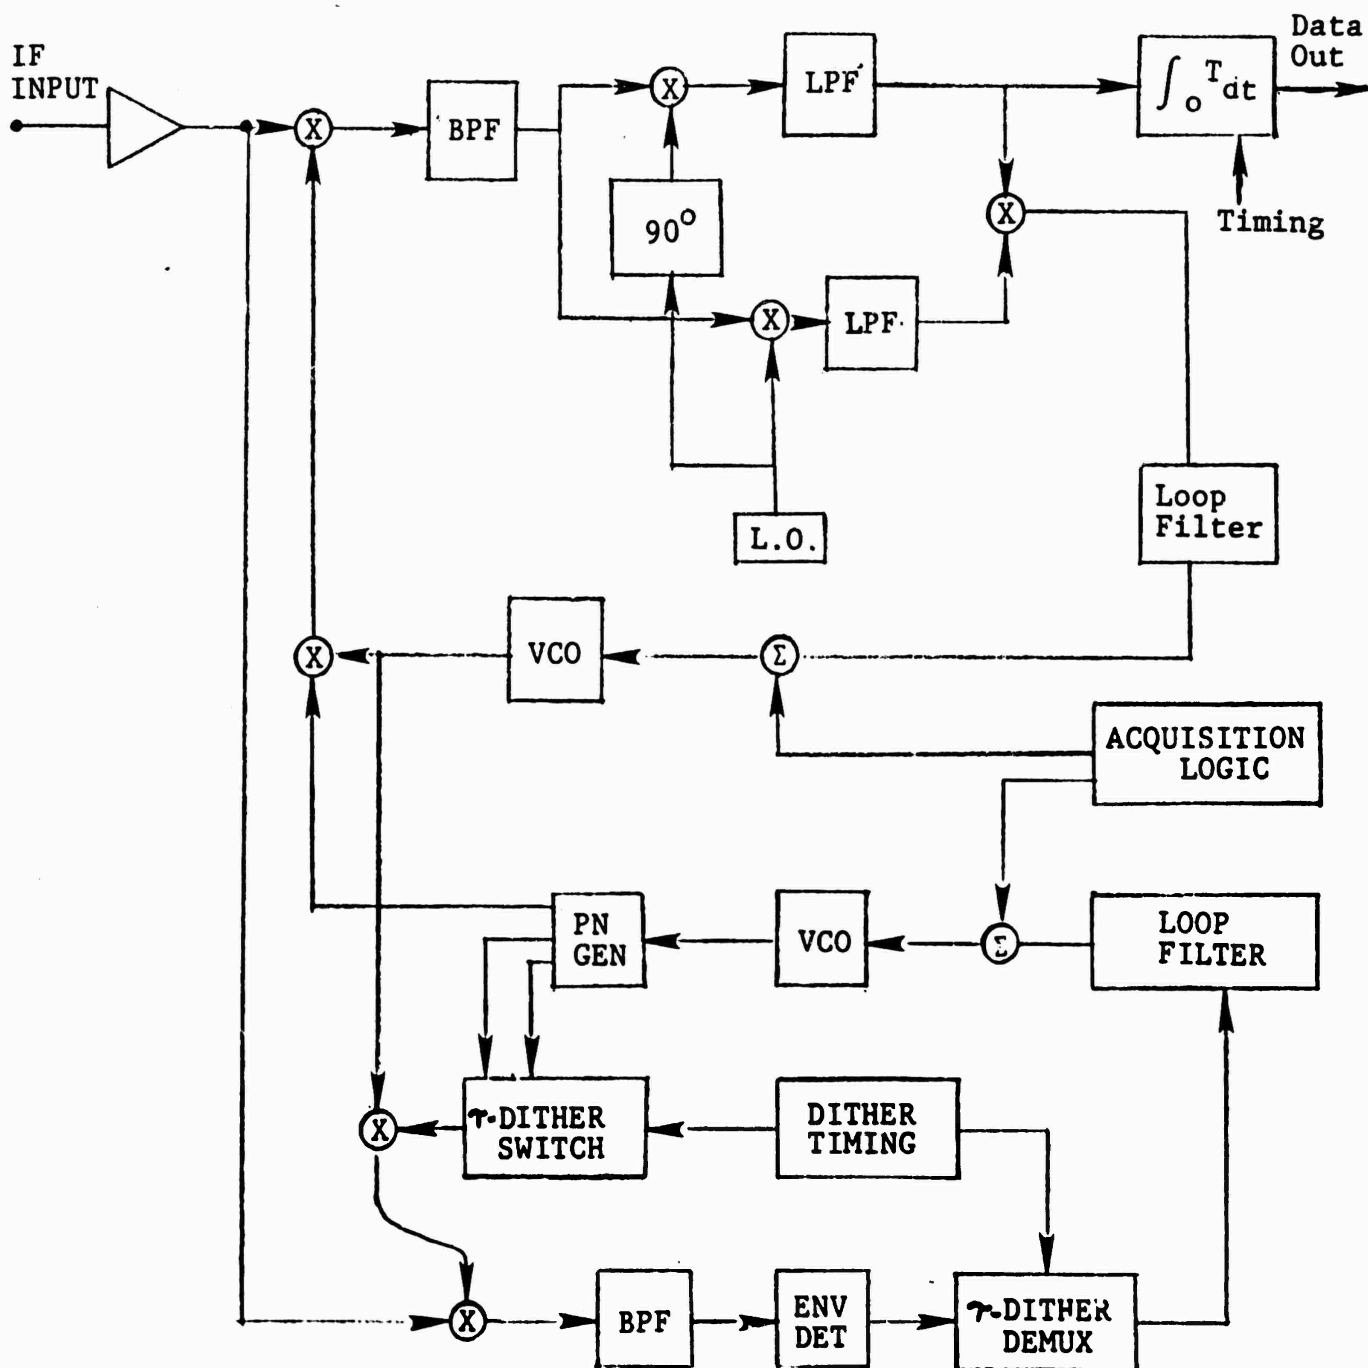 IF
INPUT
X
BPF
X
LPF
∫ₒ T dt
Data
Out
90°
X
Timing
X
LPF
L.O.
Loop
Filter
X
VCO
Σ
ACQUISITION
LOGIC
PN
GEN
VCO
Σ
LOOP
FILTER
X
τ-DITHER
SWITCH
DITHER
TIMING
X
BPF
ENV
DET
τ-DITHER
DEMUX